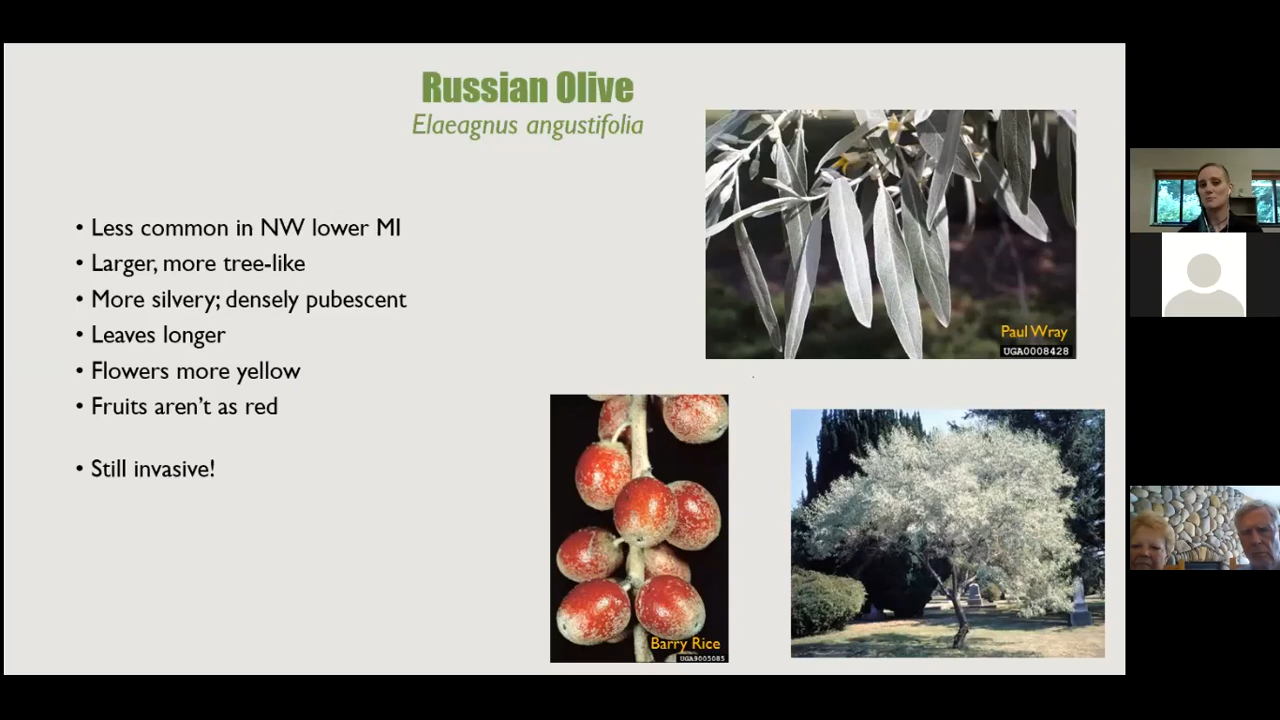 Russian Olive
Elaeagnus angustifolia
• Less common in NW lower MI
• Larger, more tree-like
• More silvery; densely pubescent
• Leaves longer
• Flowers more yellow
• Fruits aren't as red
• Still invasive!
Paul Wray
UGA0008428
Barry Rice
UGA9005085